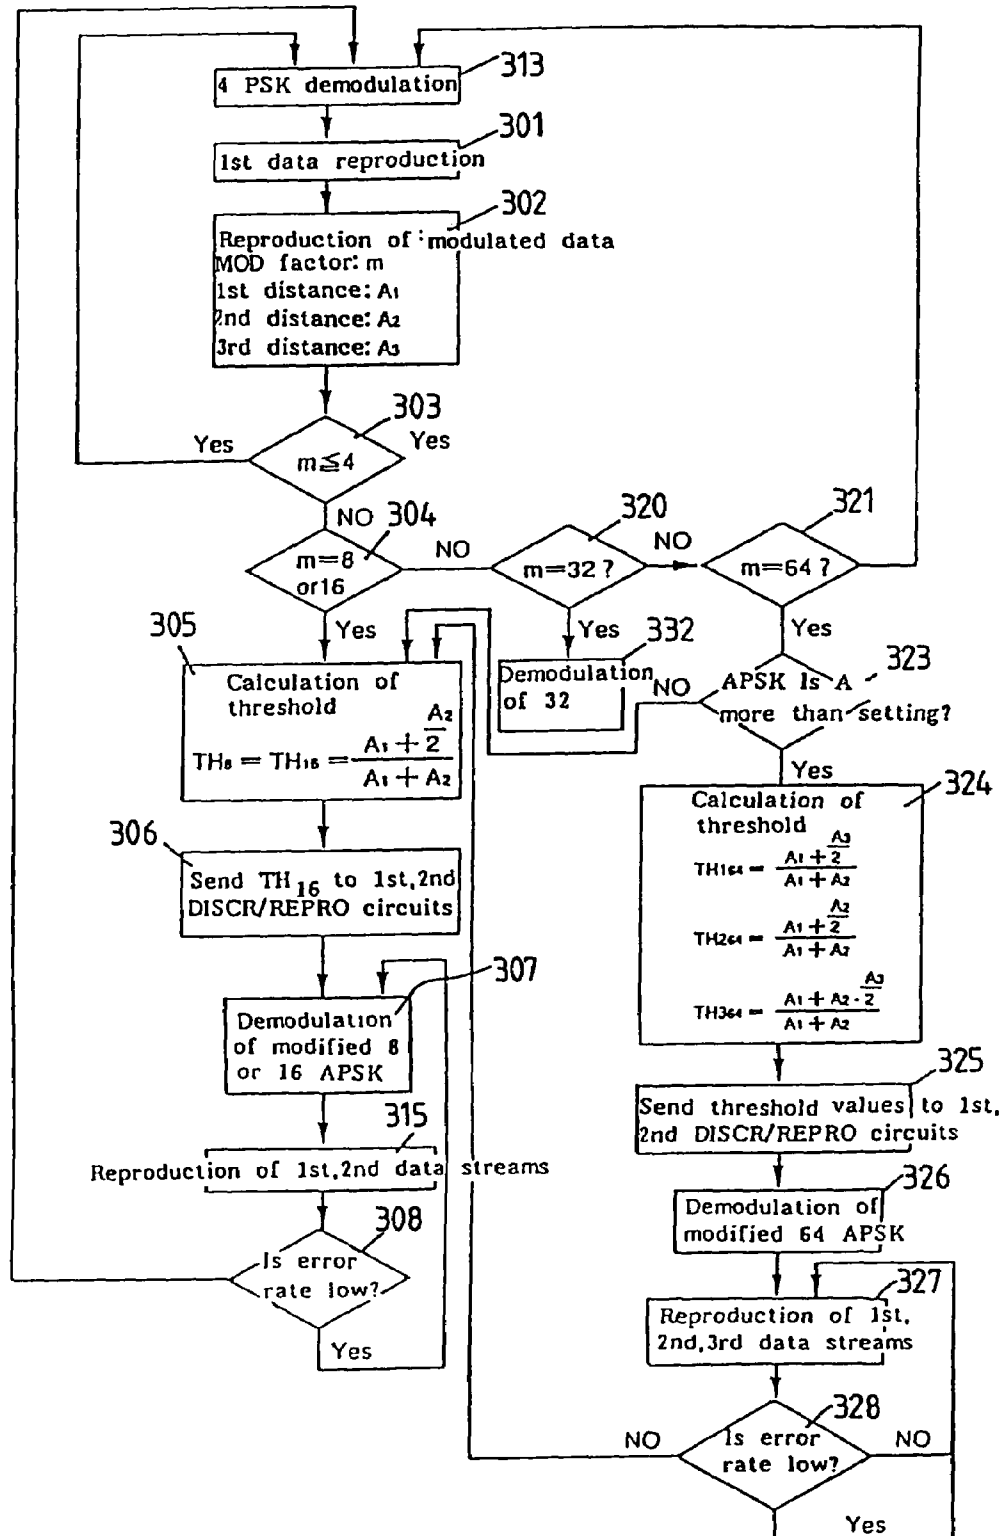 313
4 PSK demodulation
301
1st data reproduction
302
Reproduction of : modulated data
MOD factor: m
1st distance: A1
2nd distance: A2
3rd distance: A3
303
Yes
Yes
m≦4
NO
304
m=8
or16
NO
320
m=32 ?
NO
321
m=64 ?
305
Yes
Yes
332
Yes
Calculation of
threshold
TH8 = TH16 = (A1 + A2/2)/(A1 + A2)
Demodulation
of 32
NO
323
APSK Is A
more than setting?
Yes
324
Calculation of
threshold
TH164 = (A1 + A3/2)/(A1 + A2)
TH264 = (A1 + A2/2)/(A1 + A2)
TH364 = (A1 + A2 - A3/2)/(A1 + A2)
306
Send TH16 to 1st,2nd
DISCR/REPRO circuits
307
Demodulation
of modified 8
or 16 APSK
325
Send threshold values to 1st,
2nd DISCR/REPRO circuits
315
Reproduction of 1st,2nd data streams
326
Demodulation of
modified 64 APSK
308
Is error
rate low?
Yes
327
Reproduction of 1st,
2nd,3rd data streams
328
NO
Is error
rate low?
NO
Yes